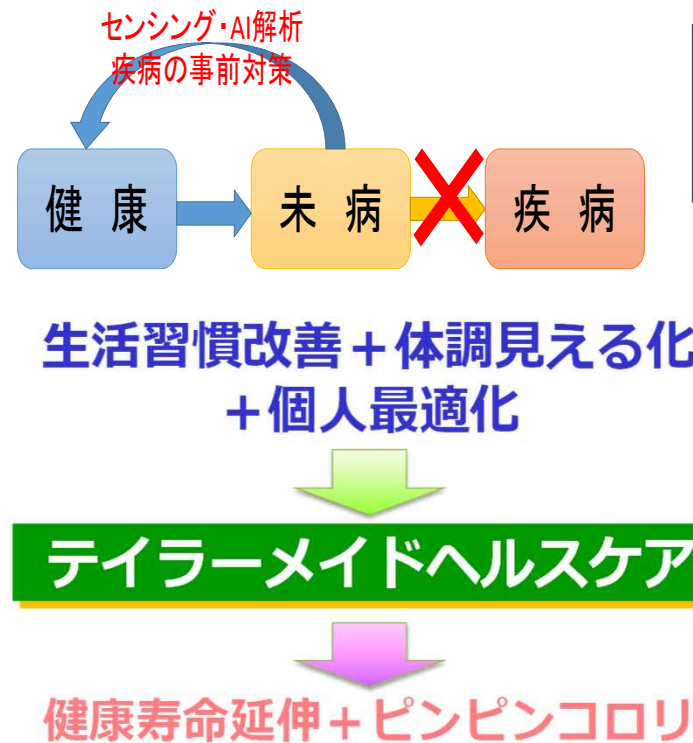 センシング・AI解析
疾病の事前対策
健 康
未 病
疾 病
生活習慣改善＋体調見える化
＋個人最適化
テイラーメイドヘルスケア
健康寿命延伸＋ピンピンコロリ